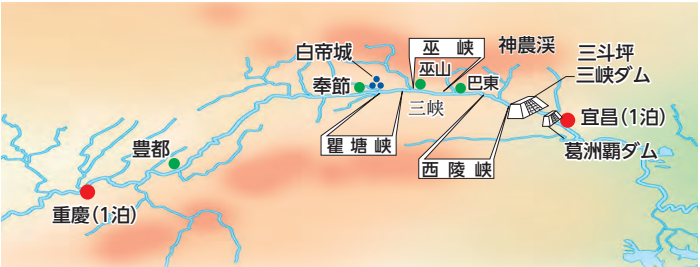 白帝城
巫峡
神農渓
三斗坪
三峡ダム
奉節
巫山
巴東
三峡
宜昌(1泊)
瞿塘峡
葛洲覇ダム
西陵峡
豊都
重慶(1泊)